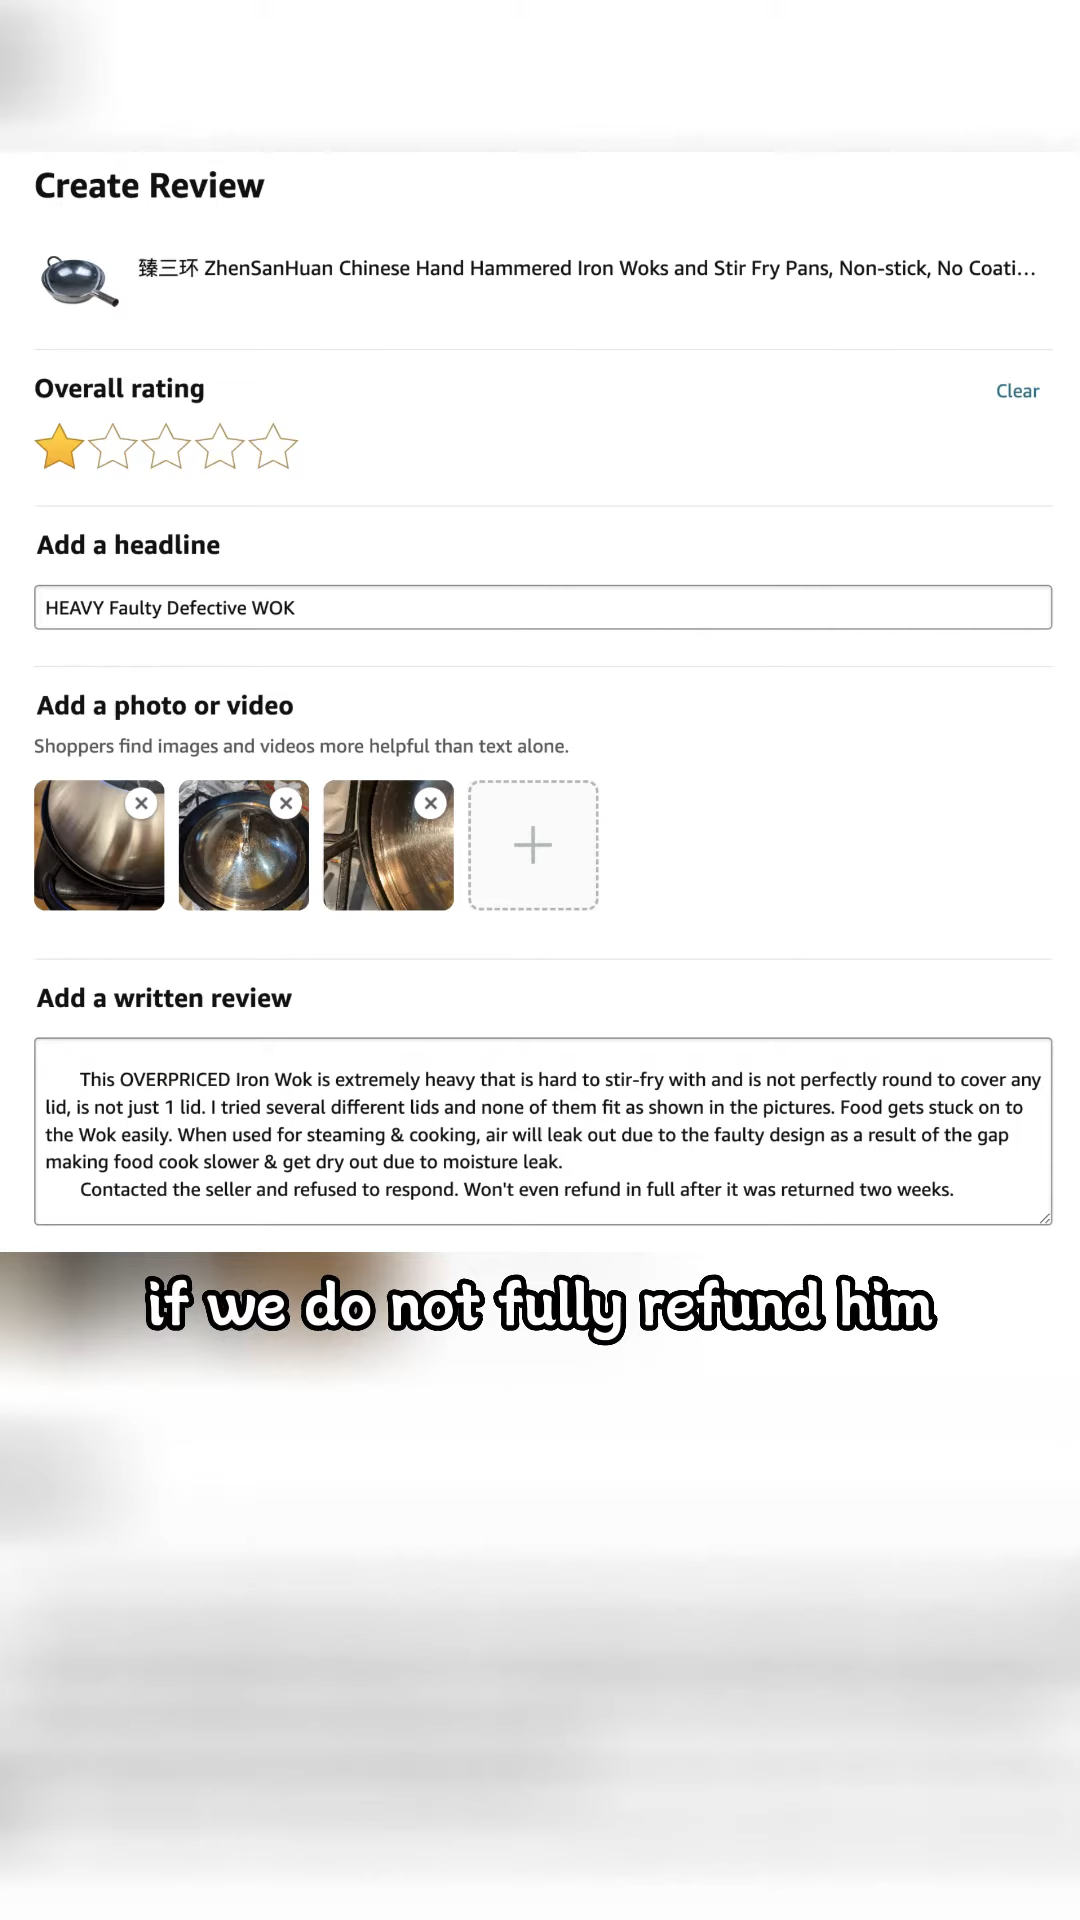 Create Review
臻三环 ZhenSanHuan Chinese Hand Hammered Iron Woks and Stir Fry Pans, Non-stick, No Coati...
Overall rating
Clear
Add a headline
HEAVY Faulty Defective WOK
Add a photo or video
Shoppers find images and videos more helpful than text alone.
Add a written review
This OVERPRICED Iron Wok is extremely heavy that is hard to stir-fry with and is not perfectly round to cover any
lid, is not just 1 lid. I tried several different lids and none of them fit as shown in the pictures. Food gets stuck on to
the Wok easily. When used for steaming & cooking, air will leak out due to the faulty design as a result of the gap
making food cook slower & get dry out due to moisture leak.
Contacted the seller and refused to respond. Won't even refund in full after it was returned two weeks.
if we do not fully refund him